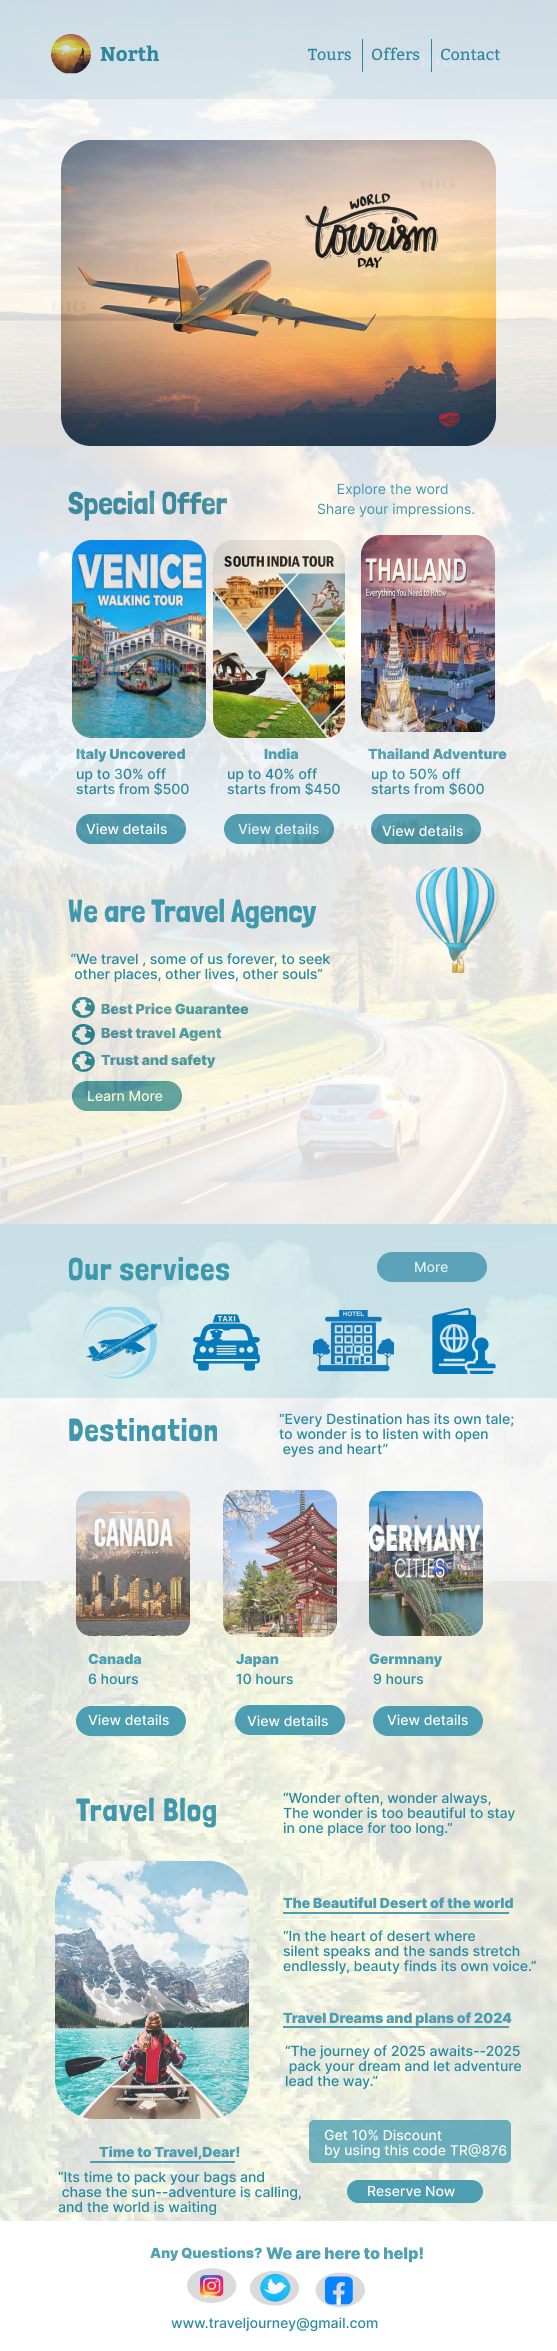 North
Tours
Offers
Contact
BIG
WORLD
tourism
DAY
BIG
Special Offer
Explore the word
Share your impressions.
VENICE
WALKING TOUR
SOUTH INDIA TOUR
THAILAND
Everything You Need to Know
Italy Uncovered
up to 30% off
starts from $500
View details
India
up to 40% off
starts from $450
View details
Thailand Adventure
up to 50% off
starts from $600
View details
We are Travel Agency
“We travel , some of us forever, to seek
other places, other lives, other souls”
Best Price Guarantee
Best travel Agent
Trust and safety
Learn More
Our services
More
TAXI
HOTEL
Destination
“Every Destination has its own tale;
to wonder is to listen with open
eyes and heart”
CANADA
GERMANY
CITIES
Canada
6 hours
View details
Japan
10 hours
View details
Germnany
9 hours
View details
Travel Blog
“Wonder often, wonder always,
The wonder is too beautiful to stay
in one place for too long.”
The Beautiful Desert of the world
“In the heart of desert where
silent speaks and the sands stretch
endlessly, beauty finds its own voice.”
Travel Dreams and plans of 2024
“The journey of 2025 awaits--2025
pack your dream and let adventure
lead the way.”
Time to Travel,Dear!
“Its time to pack your bags and
chase the sun--adventure is calling,
and the world is waiting
Get 10% Discount
by using this code TR@876
Reserve Now
Any Questions? We are here to help!
www.traveljourney@gmail.com